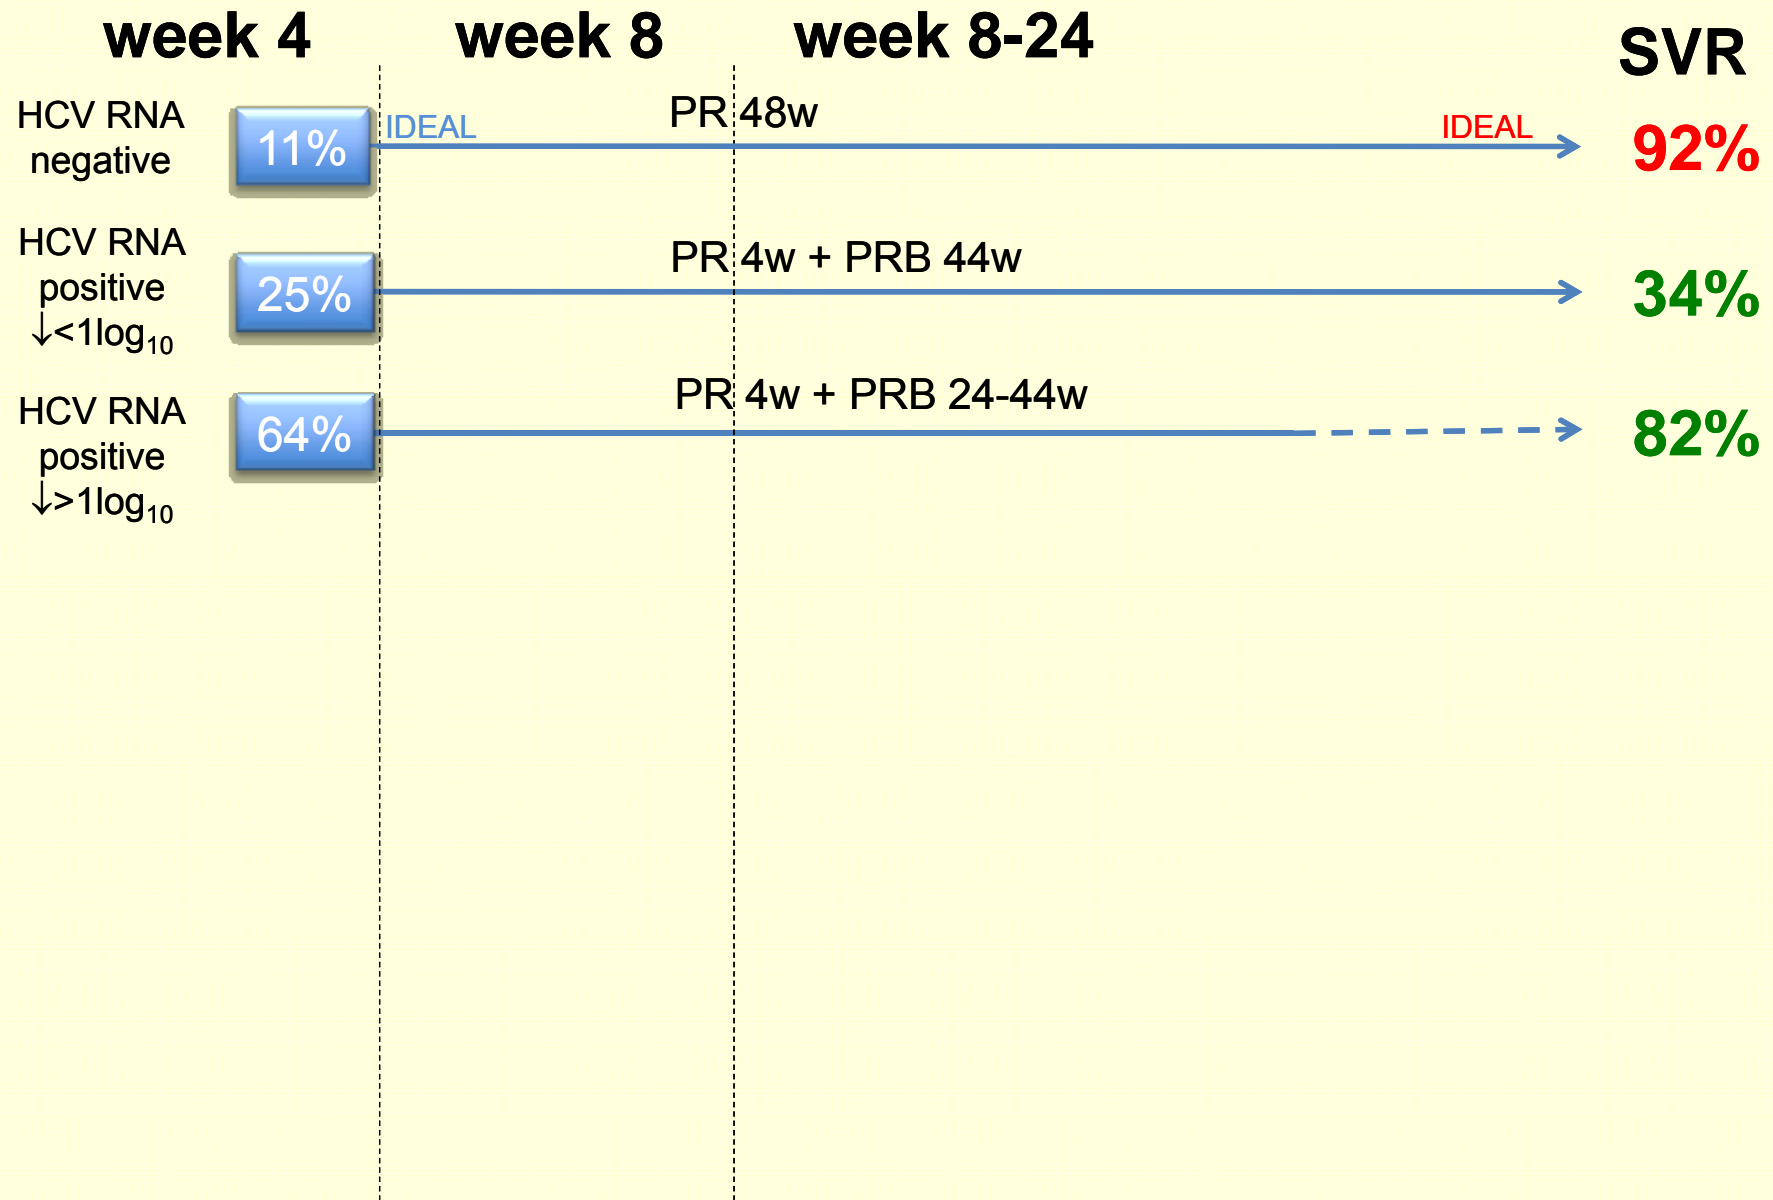 week 4 week 8 week 8-24 SVR
HCV RNA
negative
11%
IDEAL
PR 48w
IDEAL
92%
HCV RNA
positive
↓<1log₁₀
25%
PR 4w + PRB 44w
34%
HCV RNA
positive
↓>1log₁₀
64%
PR 4w + PRB 24-44w
82%